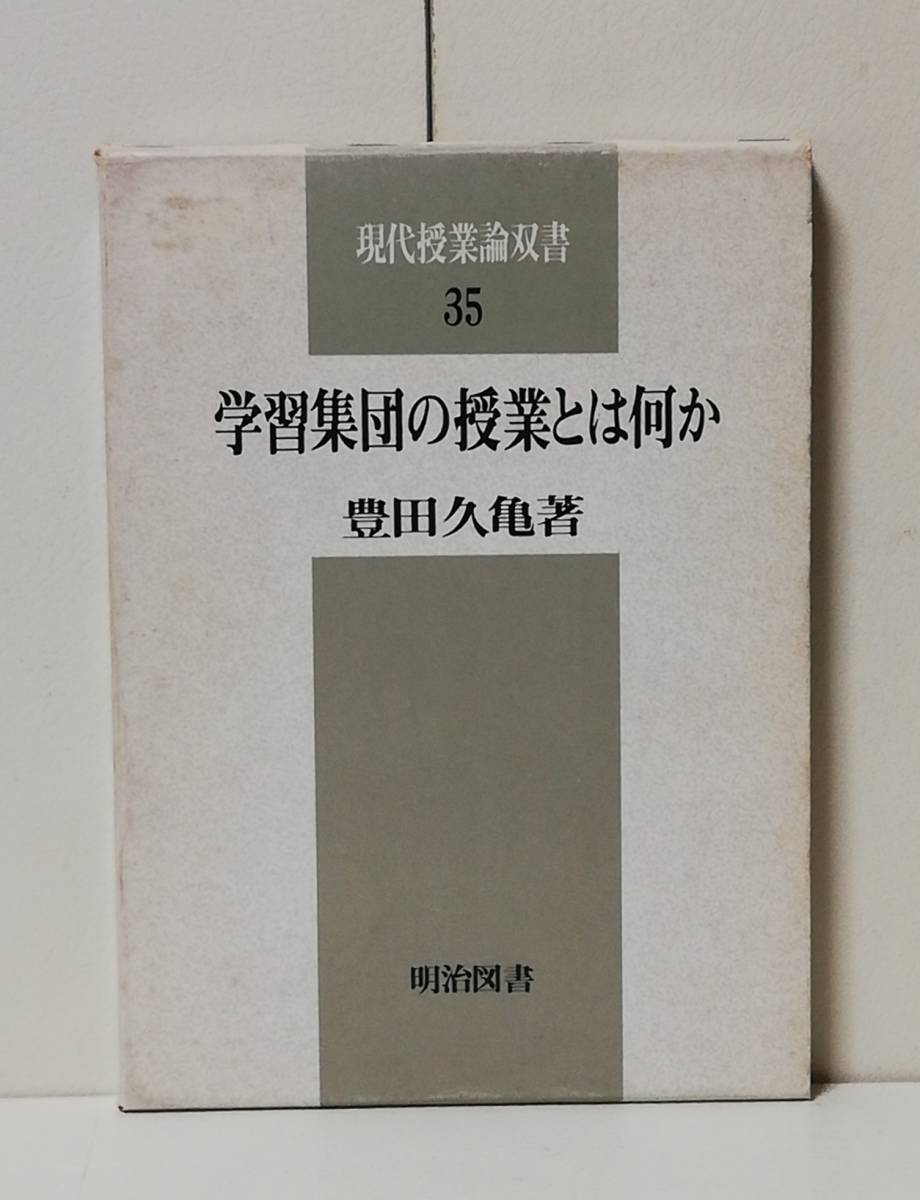 現代授業論双書
35
学習集団の授業とは何か
豊田久亀著
明治図書